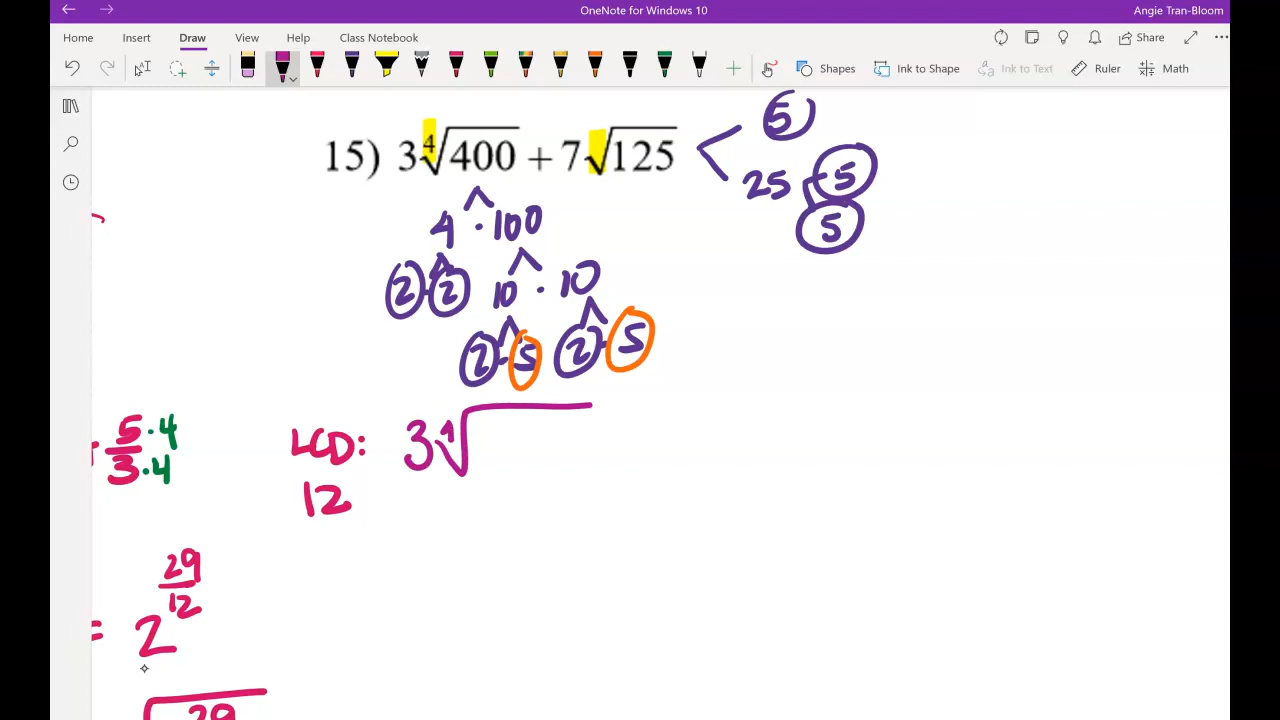 OneNote for Windows 10
Angie Tran-Bloom
Home Insert Draw View Help Class Notebook
Share
Shapes Ink to Shape Ink to Text Ruler Math
15) 3∜400 + 7√125
5
25 5
5
4 · 100
2 · 2 10 · 10
2 · 5 2 · 5
5 · 4
3 · 4
LCD:
12
3∜
29
12
= 2
29